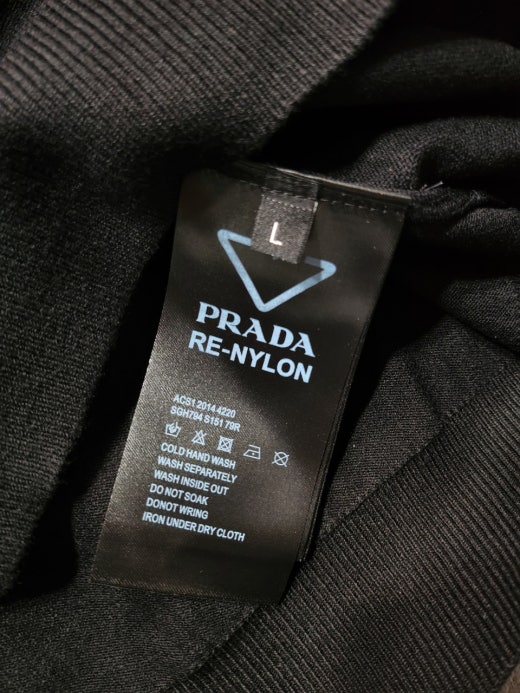 L
PRADA
RE-NYLON
ACS1 2014 4220
SGH794 S151 79R
COLD HAND WASH
WASH SEPARATELY
WASH INSIDE OUT
DO NOT SOAK
DONOT WRING
IRON UNDER DRY CLOTH